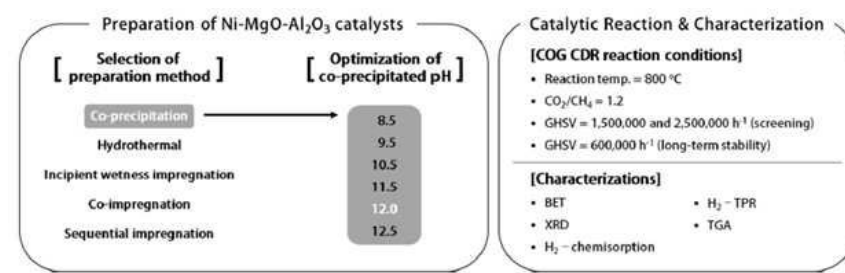 Preparation of Ni-MgO-Al₂O₃ catalysts
[ Selection of preparation method ]
Co-precipitation
Hydrothermal
Incipient wetness impregnation
Co-impregnation
Sequential impregnation
[ Optimization of co-precipitated pH ]
8.5
9.5
10.5
11.5
12.0
12.5
Catalytic Reaction & Characterization
[COG CDR reaction conditions]
• Reaction temp. = 800 °C
• CO₂/CH₄ = 1.2
• GHSV = 1,500,000 and 2,500,000 h⁻¹ (screening)
• GHSV = 600,000 h⁻¹ (long-term stability)
[Characterizations]
• BET
• XRD
• H₂ – chemisorption
• H₂ – TPR
• TGA